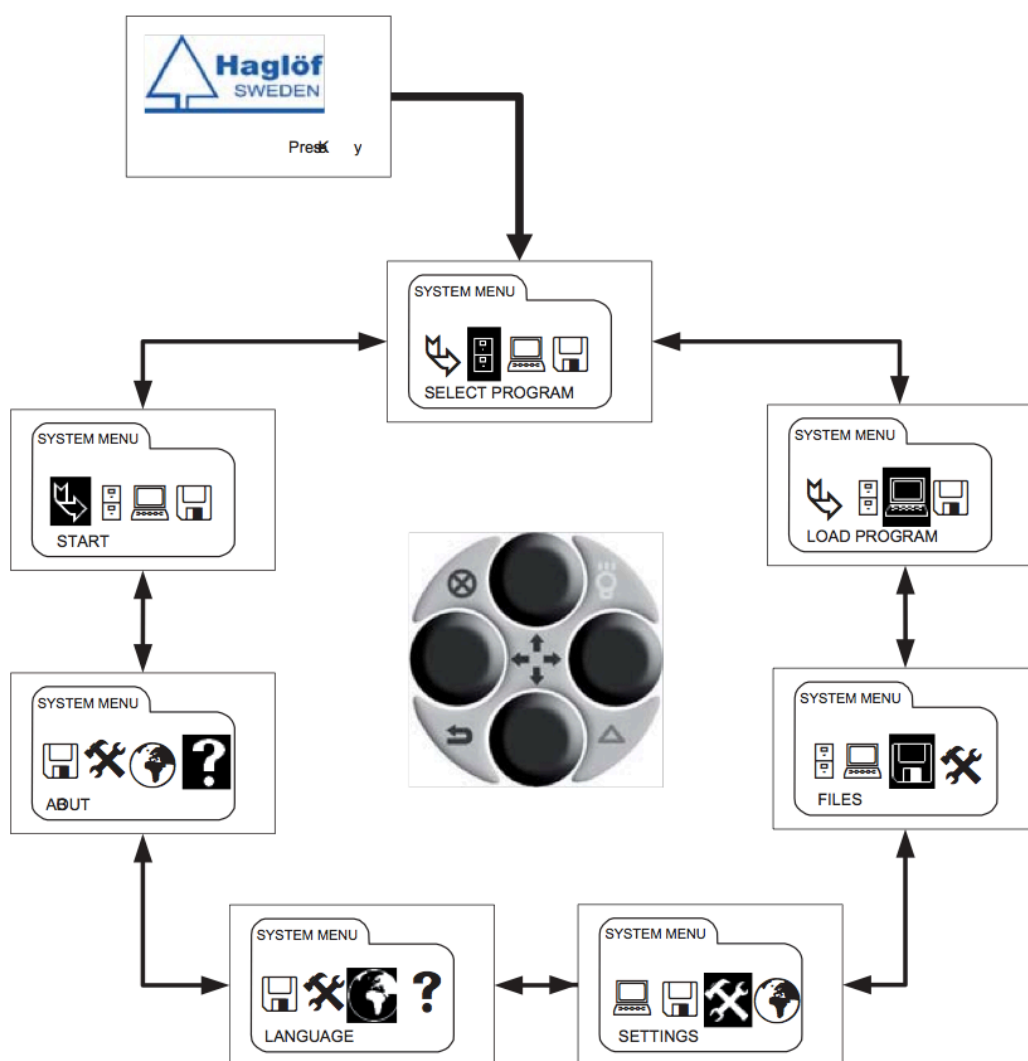 Haglöf
SWEDEN
SYSTEM MENU
SELECT PROGRAM
SYSTEM MENU
START
SYSTEM MENU
LOAD PROGRAM
SYSTEM MENU
ABOUT
SYSTEM MENU
FILES
SYSTEM MENU
LANGUAGE
SYSTEM MENU
SETTINGS